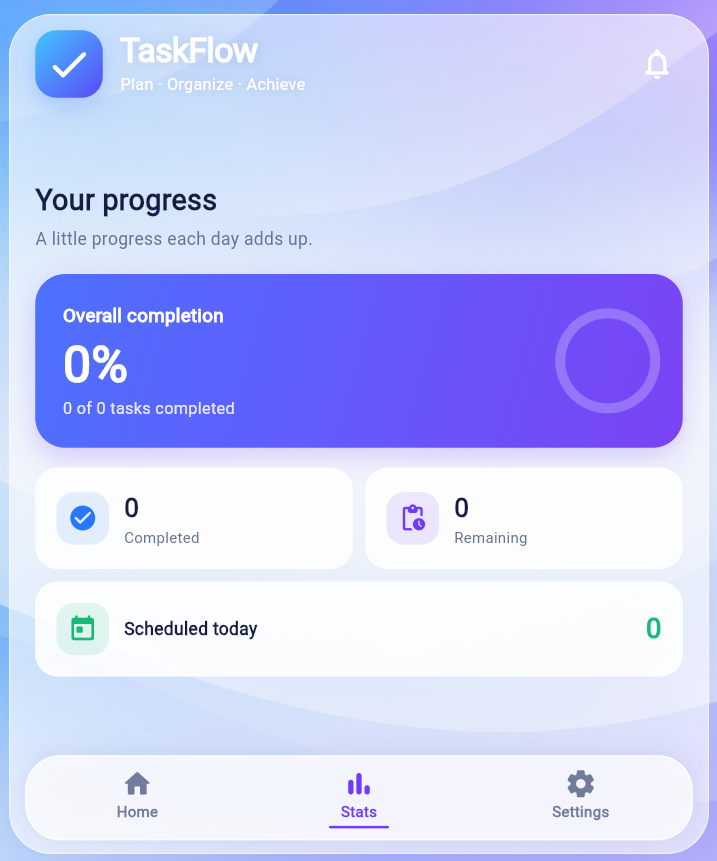 TaskFlow
Plan · Organize · Achieve
Your progress
A little progress each day adds up.
Overall completion
0%
0 of 0 tasks completed
0
Completed
0
Remaining
Scheduled today
0
Home
Stats
Settings